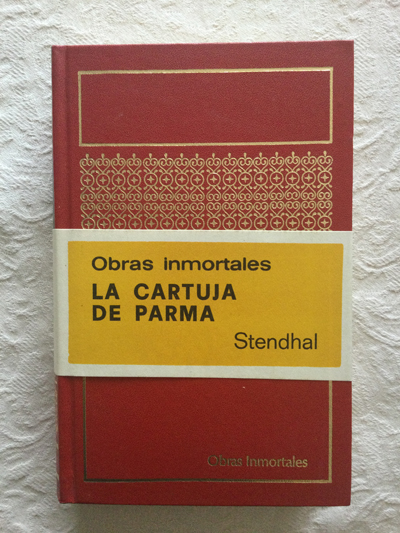 Obras inmortales
LA CARTUJA
DE PARMA
Stendhal
Obras Inmortales